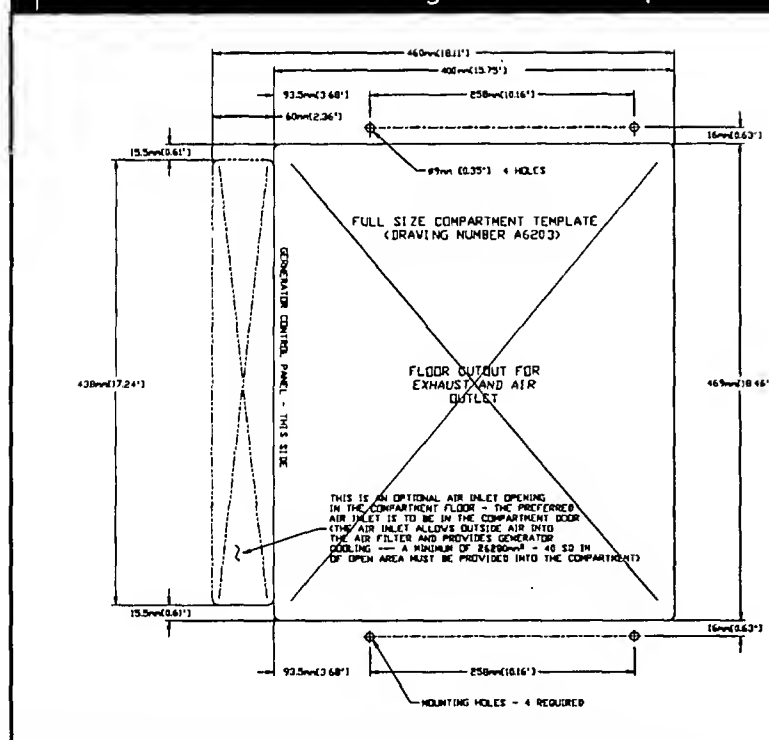 460mm[18.11"]
400mm[15.75"]
93.5mm[3.68"]
258mm[10.16"]
60mm[2.36"]
15.5mm[0.61"]
16mm[0.63"]
ø9mm [0.35"] 4 HOLES
FULL SIZE COMPARTMENT TEMPLATE
(DRAWING NUMBER A6203)
GERNERATOR CONTROL PANEL - THIS SIDE
438mm[17.24"]
469mm[18.46"
FLOOR CUTOUT FOR
EXHAUST AND AIR
OUTLET
THIS IS AN OPTIONAL AIR INLET OPENING
IN THE COMPARTMENT FLOOR - THE PREFERRED
AIR INLET IS TO BE IN THE COMPARTMENT DOOR
(THE AIR INLET ALLOWS OUTSIDE AIR INTO
THE AIR FILTER AND PROVIDES GENERATOR
COOLING --- A MINIMUM OF 26280mm² - 40 SQ IN
OF OPEN AREA MUST BE PROVIDED INTO THE COMPARTMENT)
15.5mm[0.61"]
16mm[0.63"]
93.5mm[3.68"]
258mm[10.16"]
MOUNTING HOLES - 4 REQUIRED